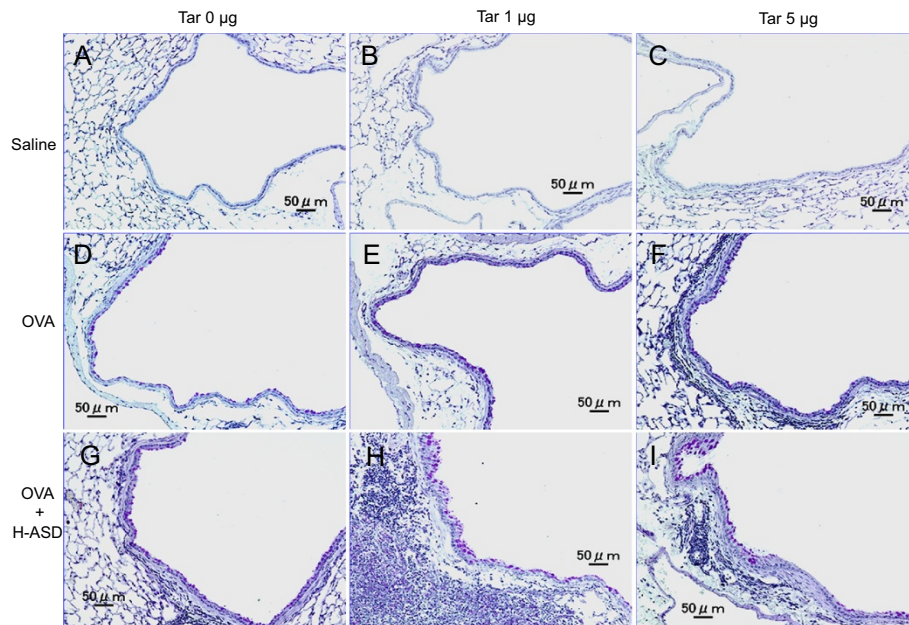 Tar 0 µg Tar 1 µg Tar 5 µg
A B C
Saline
50 μm 50 μm 50 μm
D E F
OVA
50 μm 50 μm 50 μm
G H I
OVA
+
H-ASD
50 μm 50 μm 50 μm